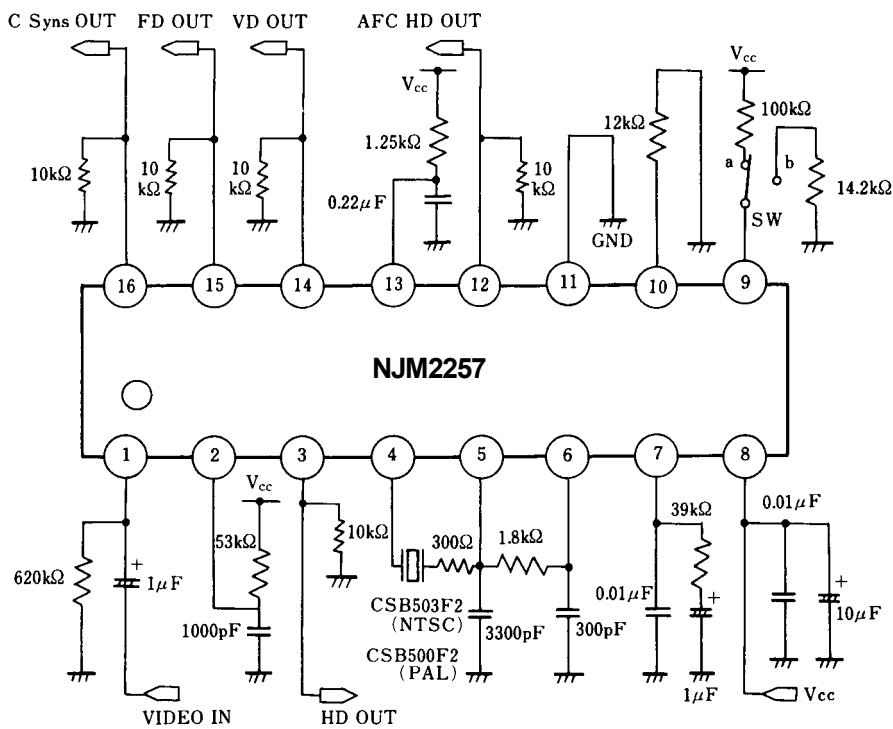 C Syns OUT
FD OUT
VD OUT
AFC HD OUT
Vcc
Vcc
100kΩ
12kΩ
1.25kΩ
a
b
10kΩ
10
kΩ
10
kΩ
10
kΩ
14.2kΩ
0.22μF
SW
GND
16
15
14
13
12
11
10
9
NJM2257
1
2
3
4
5
6
7
8
Vcc
0.01μF
39kΩ
53kΩ
10kΩ
300Ω
1.8kΩ
620kΩ
+
1μF
0.01μF
+
+
10μF
CSB503F2
(NTSC)
1000pF
3300pF
300pF
CSB500F2
(PAL)
1μF
Vcc
VIDEO IN
HD OUT